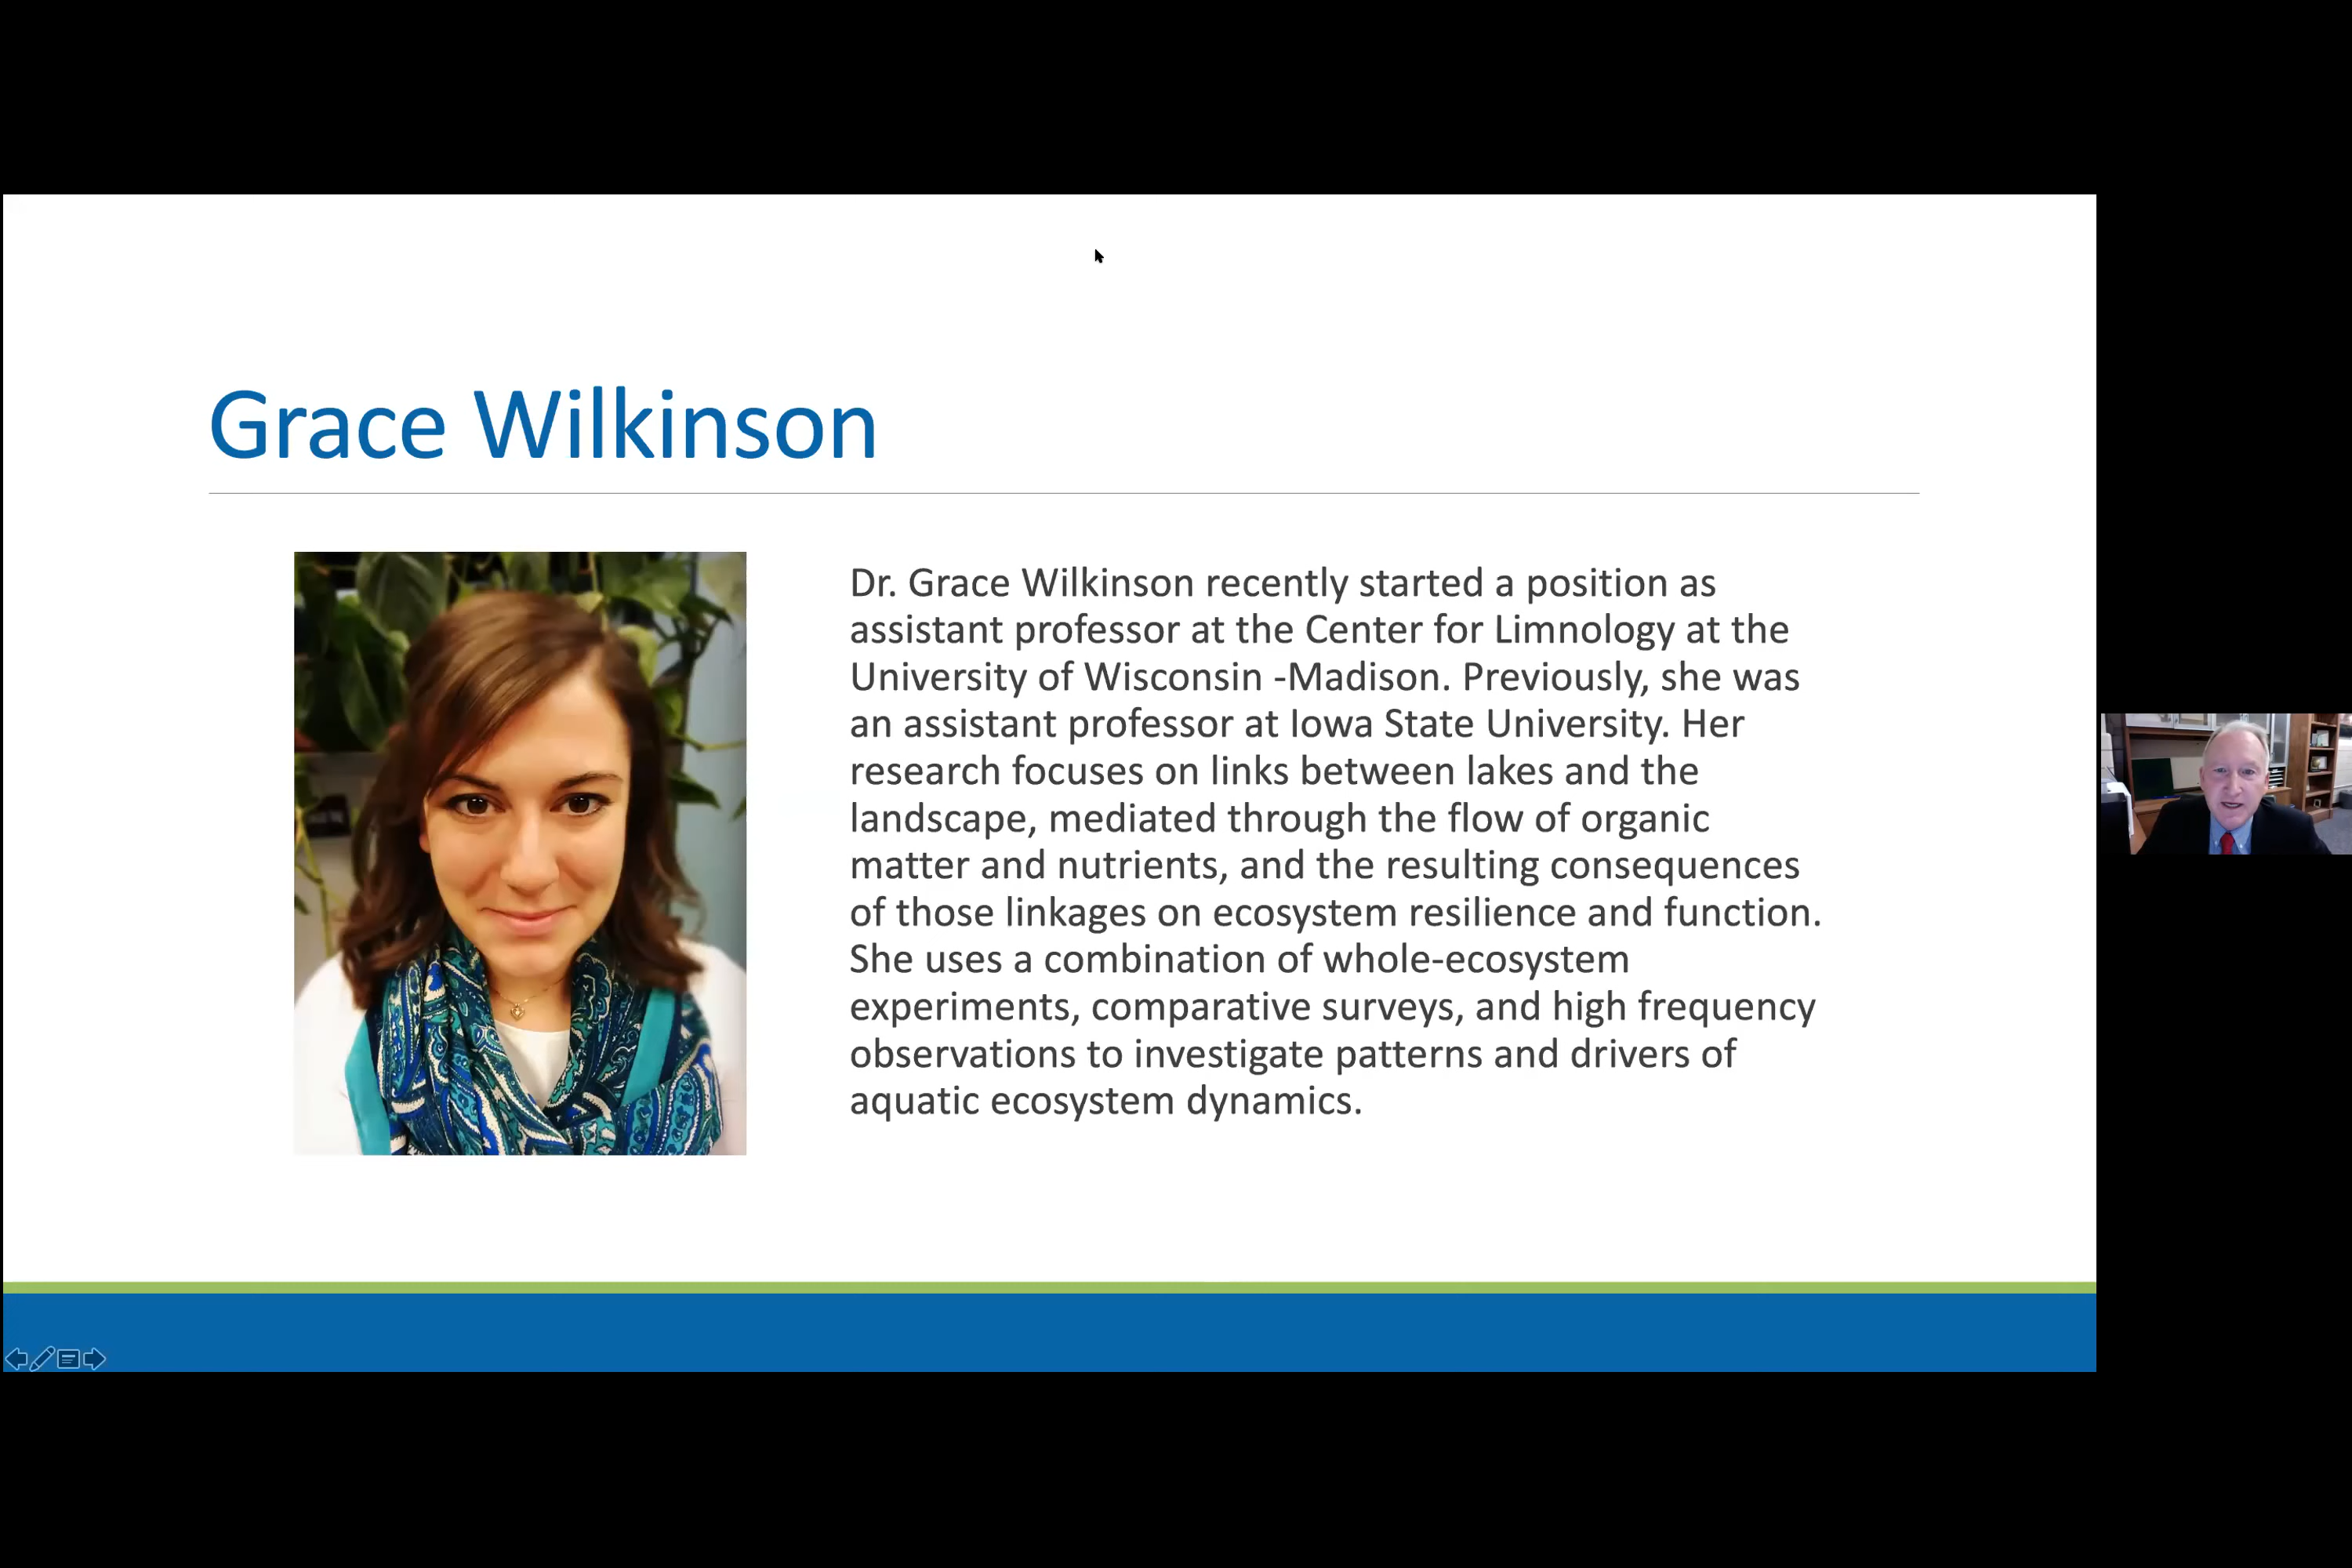 Grace Wilkinson
Dr. Grace Wilkinson recently started a position as
assistant professor at the Center for Limnology at the
University of Wisconsin -Madison. Previously, she was
an assistant professor at Iowa State University. Her
research focuses on links between lakes and the
landscape, mediated through the flow of organic
matter and nutrients, and the resulting consequences
of those linkages on ecosystem resilience and function.
She uses a combination of whole-ecosystem
experiments, comparative surveys, and high frequency
observations to investigate patterns and drivers of
aquatic ecosystem dynamics.